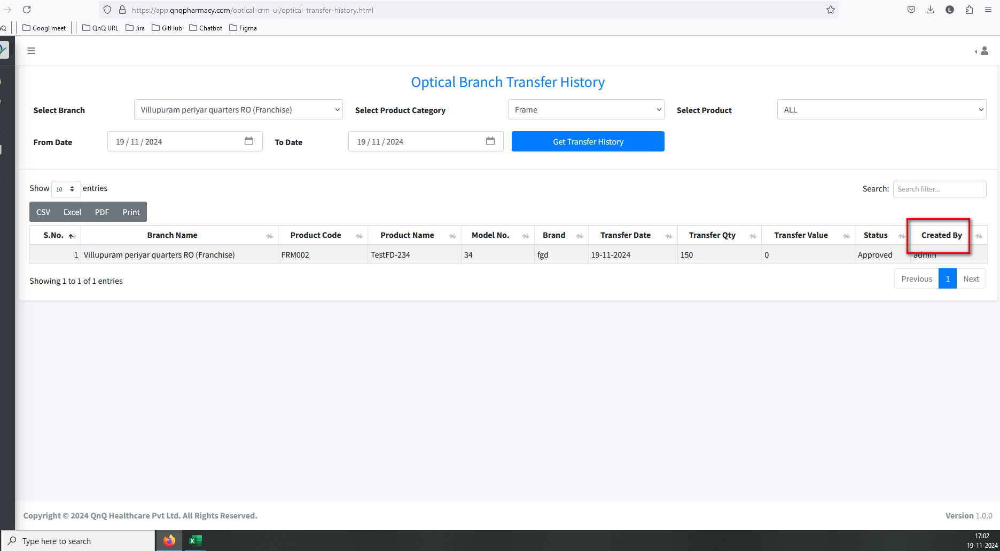 https://app.qnqpharmacy.com/optical-crm-ui/optical-transfer-history.html
L
Googl meet QnQ URL Jira GitHub Chatbot Figma
Optical Branch Transfer History
Select Branch Villupuram periyar quarters RO (Franchise) Select Product Category Frame Select Product ALL
From Date 19 / 11 / 2024 To Date 19 / 11 / 2024 Get Transfer History
Show 10 entries Search: Search filter...
CSV Excel PDF Print
S.No. Branch Name Product Code Product Name Model No. Brand Transfer Date Transfer Qty Transfer Value Status Created By
1 Villupuram periyar quarters RO (Franchise) FRM002 TestFD-234 34 fgd 19-11-2024 150 0 Approved admin
Showing 1 to 1 of 1 entries Previous 1 Next
Copyright © 2024 QnQ Healthcare Pvt Ltd. All Rights Reserved. Version 1.0.0
Type here to search 17:02
19-11-2024